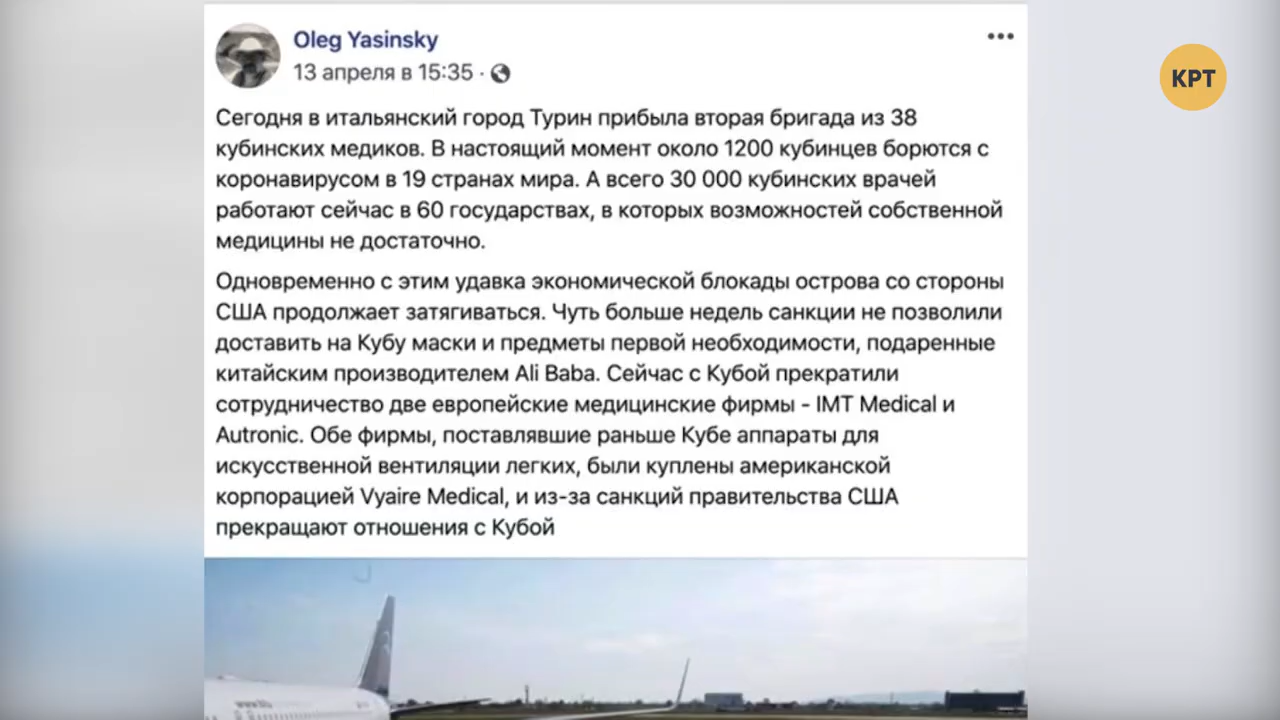 Oleg Yasinsky
13 апреля в 15:35 ·
КРТ
Сегодня в итальянский город Турин прибыла вторая бригада из 38
кубинских медиков. В настоящий момент около 1200 кубинцев борются с
коронавирусом в 19 странах мира. А всего 30 000 кубинских врачей
работают сейчас в 60 государствах, в которых возможностей собственной
медицины не достаточно.
Одновременно с этим удавка экономической блокады острова со стороны
США продолжает затягиваться. Чуть больше недель санкции не позволили
доставить на Кубу маски и предметы первой необходимости, подаренные
китайским производителем Ali Baba. Сейчас с Кубой прекратили
сотрудничество две европейские медицинские фирмы - IMT Medical и
Autronic. Обе фирмы, поставлявшие раньше Кубе аппараты для
искусственной вентиляции легких, были куплены американской
корпорацией Vyaire Medical, и из-за санкций правительства США
прекращают отношения с Кубой